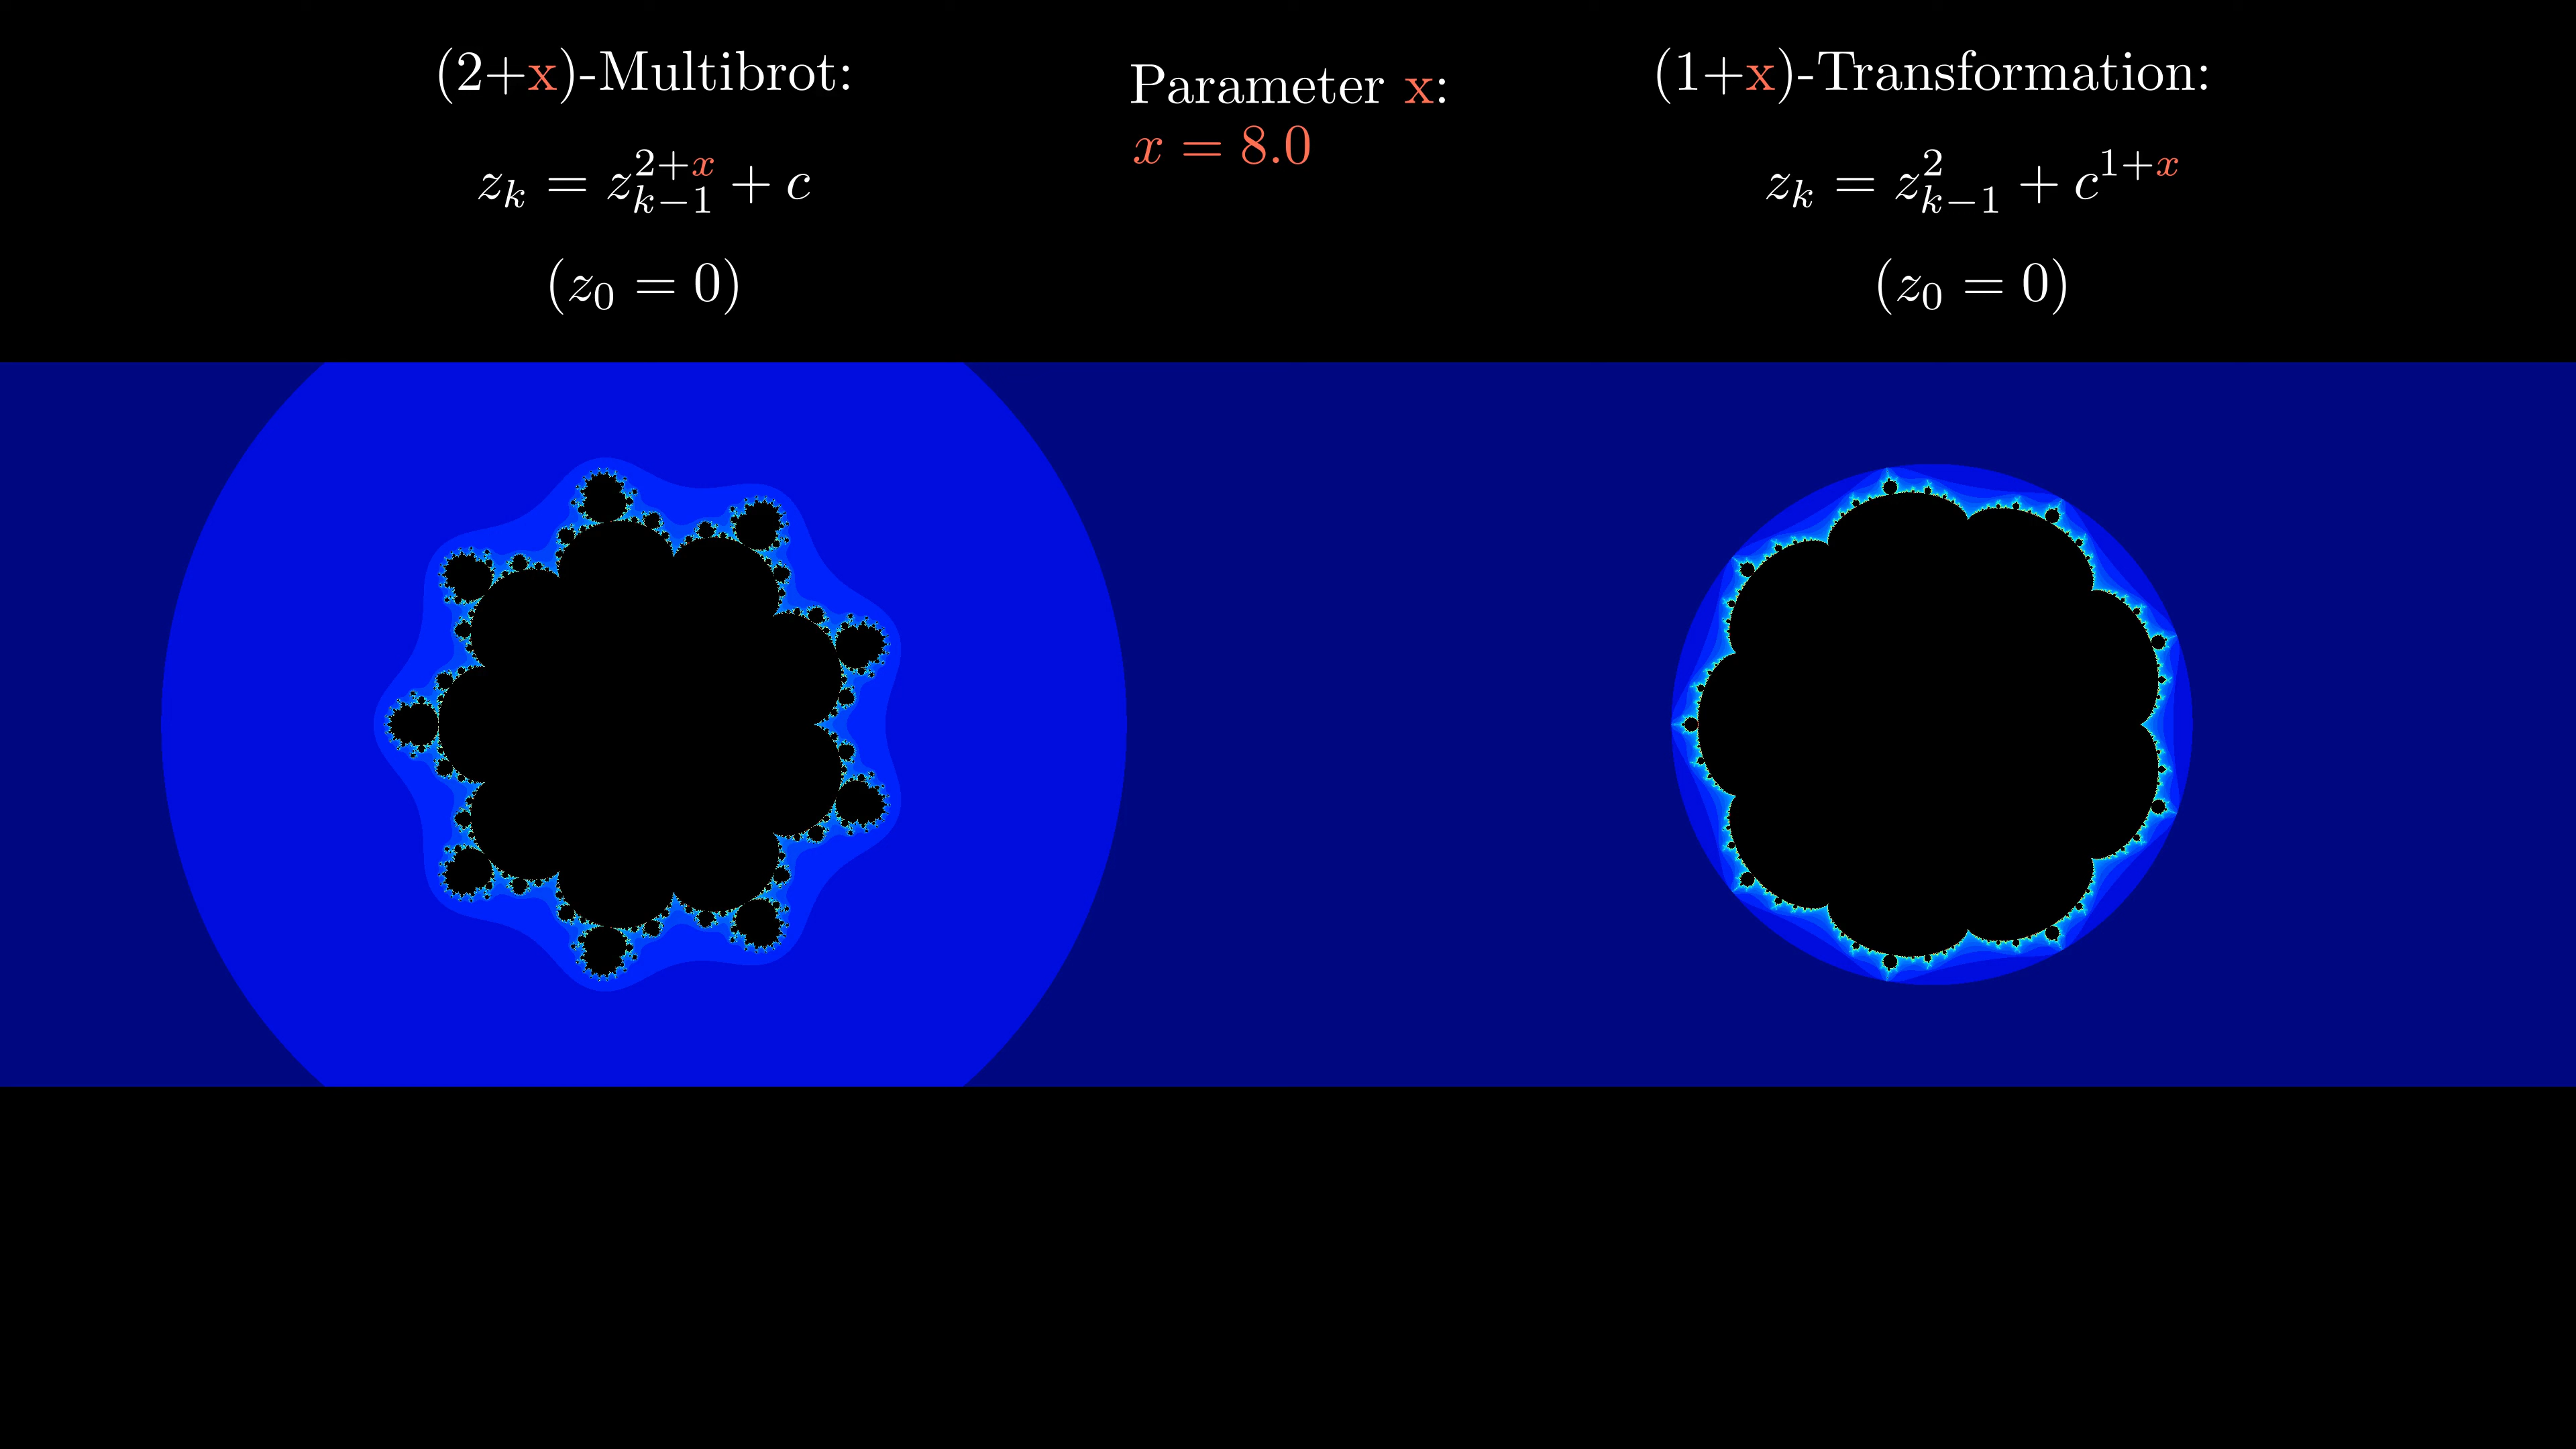 (2+x)-Multibrot:
z_k = z_{k-1}^{2+x} + c
(z_0 = 0)
Parameter x:
x = 8.0
(1+x)-Transformation:
z_k = z_{k-1}^2 + c^{1+x}
(z_0 = 0)